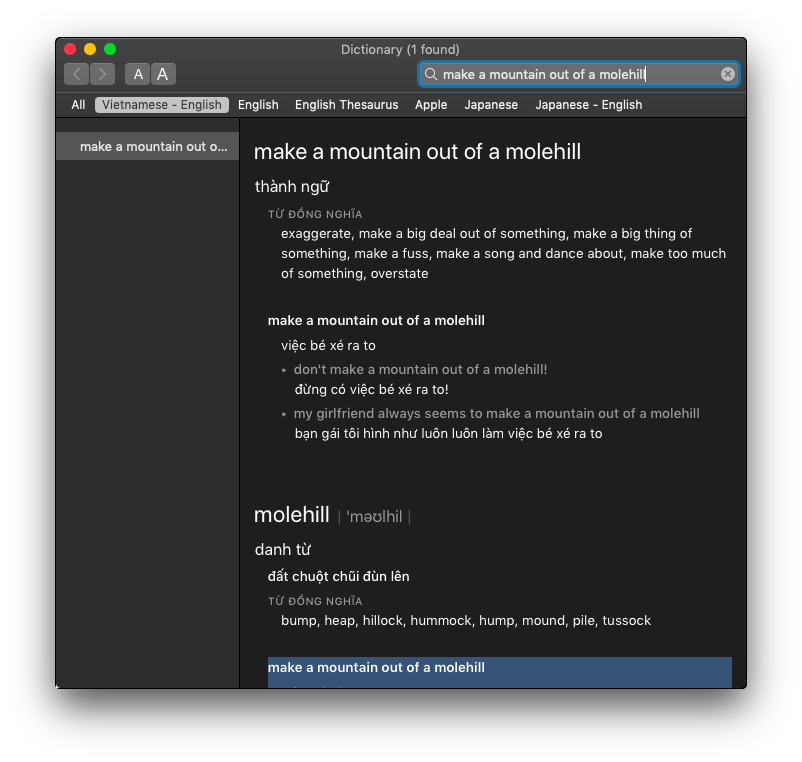 Dictionary (1 found)
A A
make a mountain out of a molehill
All Vietnamese - English English English Thesaurus Apple Japanese Japanese - English
make a mountain out o...
make a mountain out of a molehill
thành ngữ
TỪ ĐỒNG NGHĨA
exaggerate, make a big deal out of something, make a big thing of
something, make a fuss, make a song and dance about, make too much
of something, overstate
make a mountain out of a molehill
việc bé xé ra to
▸ don't make a mountain out of a molehill!
đừng có việc bé xé ra to!
▸ my girlfriend always seems to make a mountain out of a molehill
bạn gái tôi hình như luôn luôn làm việc bé xé ra to
molehill | 'məʊlhil |
danh từ
đất chuột chũi đùn lên
TỪ ĐỒNG NGHĨA
bump, heap, hillock, hummock, hump, mound, pile, tussock
make a mountain out of a molehill